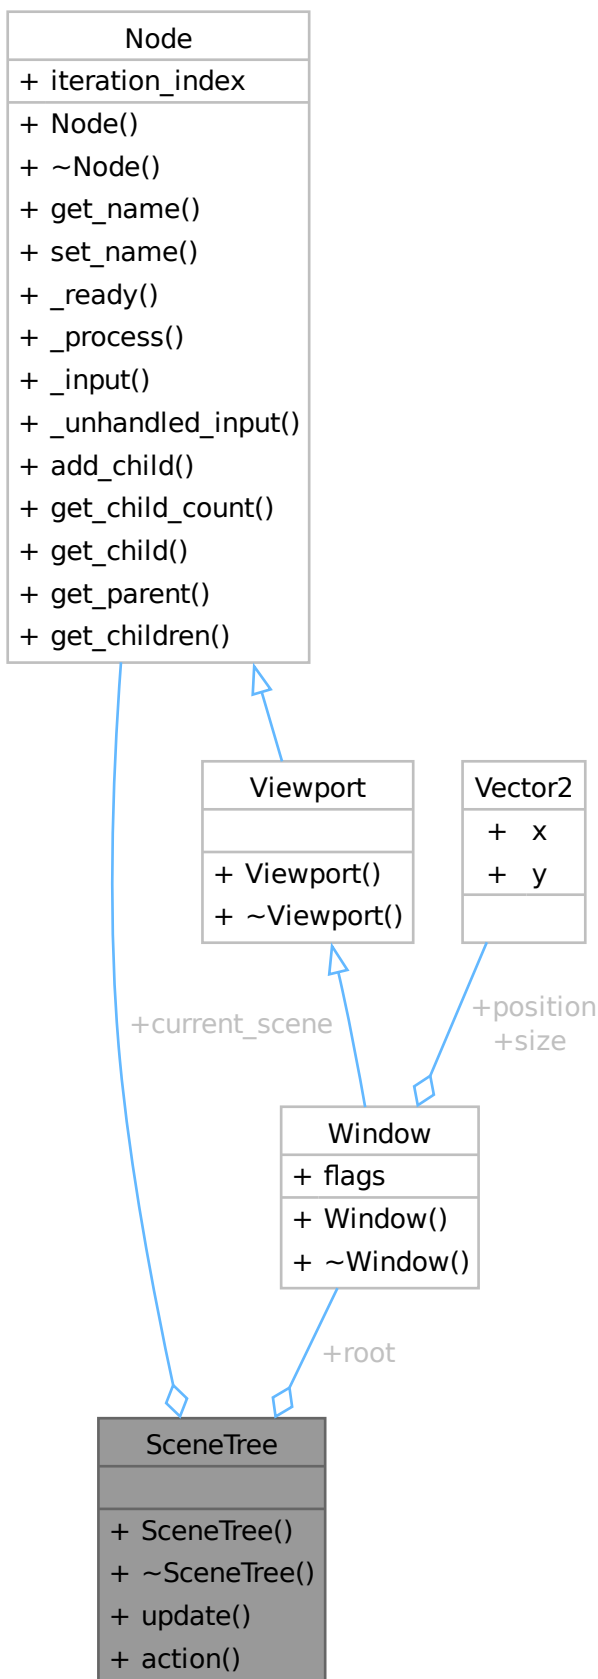 Node
+ iteration_index
+ Node()
+ ~Node()
+ get_name()
+ set_name()
+ _ready()
+ _process()
+ _input()
+ _unhandled_input()
+ add_child()
+ get_child_count()
+ get_child()
+ get_parent()
+ get_children()
Viewport
+ Viewport()
+ ~Viewport()
Vector2
+ x
+ y
+current_scene
+position
+size
Window
+ flags
+ Window()
+ ~Window()
+root
SceneTree
+ SceneTree()
+ ~SceneTree()
+ update()
+ action()